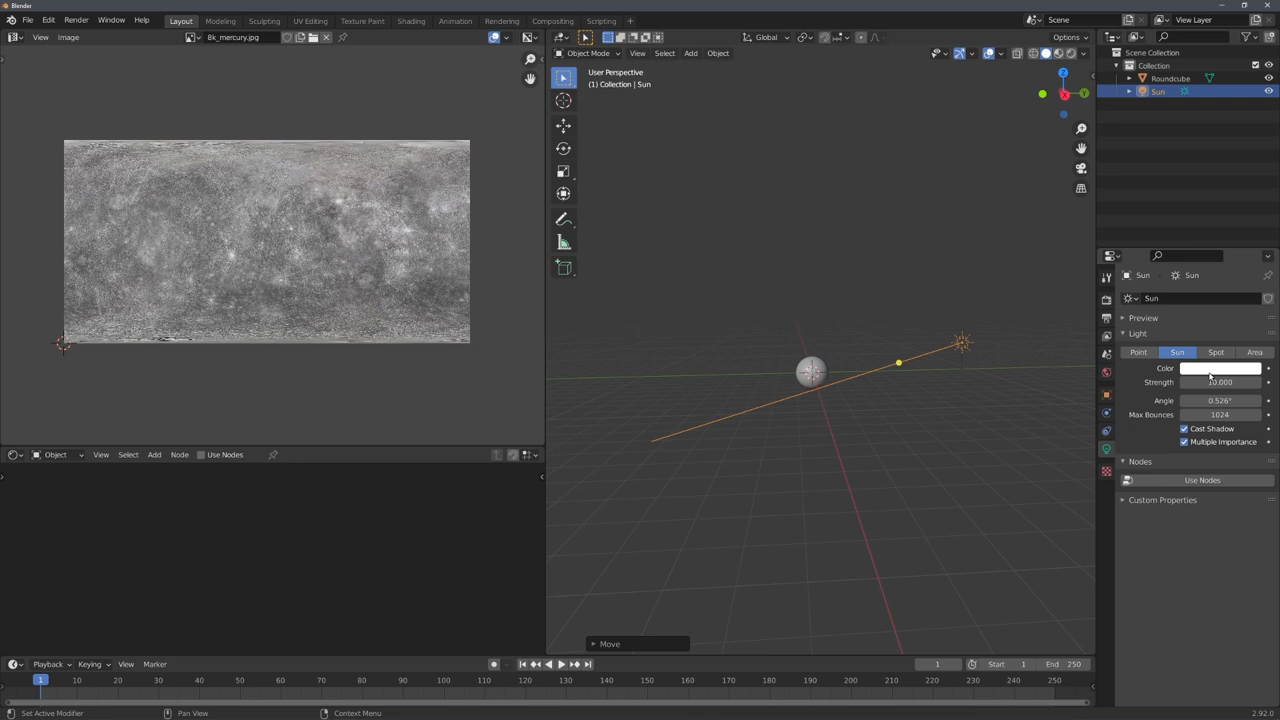 Blender
File Edit Render Window Help
Layout Modeling Sculpting UV Editing Texture Paint Shading Animation Rendering Compositing Scripting +
Scene
View Layer
View Image
8k_mercury.jpg
Global
Options
Object Mode View Select Add Object
User Perspective
(1) Collection | Sun
Z
Y
X
Move
Scene Collection
Collection
Roundcube
Sun
Sun Sun
Sun
Preview
Light
Point Sun Spot Area
Color
Strength 10.000
Angle 0.526°
Max Bounces 1024
Cast Shadow
Multiple Importance
Nodes
Use Nodes
Custom Properties
Object View Select Add Node Use Nodes
Playback Keying View Marker
1 Start 1 End 250
1 10 20 30 40 50 60 70 80 90 100 110 120 130 140 150 160 170 180 190 200 210 220 230 240 250
Set Active Modifier Pan View Context Menu 2.92.0